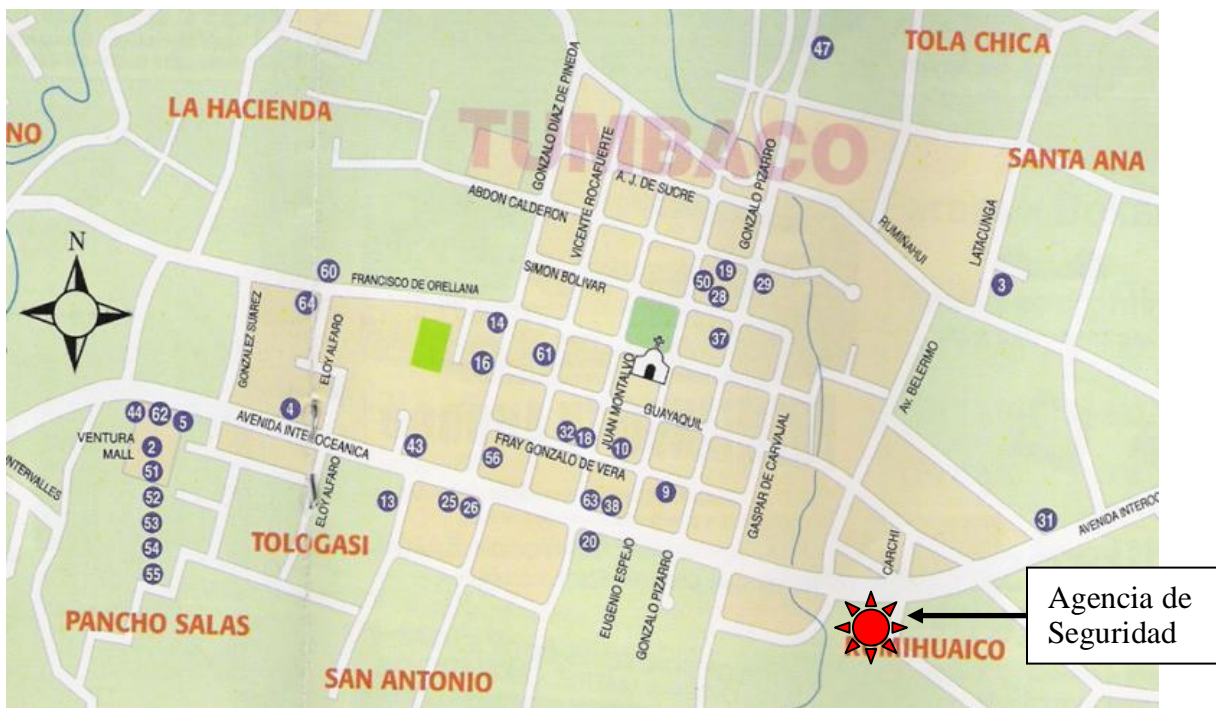 47
TOLA CHICA
LA HACIENDA
NO
TUMBACO
SANTA ANA
GONZALO DIAZ DE PINEDA
VICENTE ROCAFUERTE
A. J. DE SUCRE
GONZALO PIZARRO
ABDON CALDERON
RUMIÑAHUI
LATACUNGA
N
60
FRANCISCO DE ORELLANA
SIMON BOLIVAR
50
19
28
29
3
64
14
GONZALEZ SUAREZ
ELOY ALFARO
16
61
37
JUAN MONTALVO
Av. BELERMO
44
62
5
4
AVENIDA INTEROCEANICA
GUAYAQUIL
VENTURA
MALL
2
43
FRAY GONZALO DE VERA
32
18
10
56
GASPAR DE CARVAJAL
51
INTERVALLES
52
ELOY ALFARO
13
25
26
63
38
9
31
AVENIDA INTEROC
53
TOLOGASI
54
20
CARCHI
55
EUGENIO ESPEJO
GONZALO PIZARRO
Agencia de
Seguridad
PANCHO SALAS
RUMIHUAICO
SAN ANTONIO